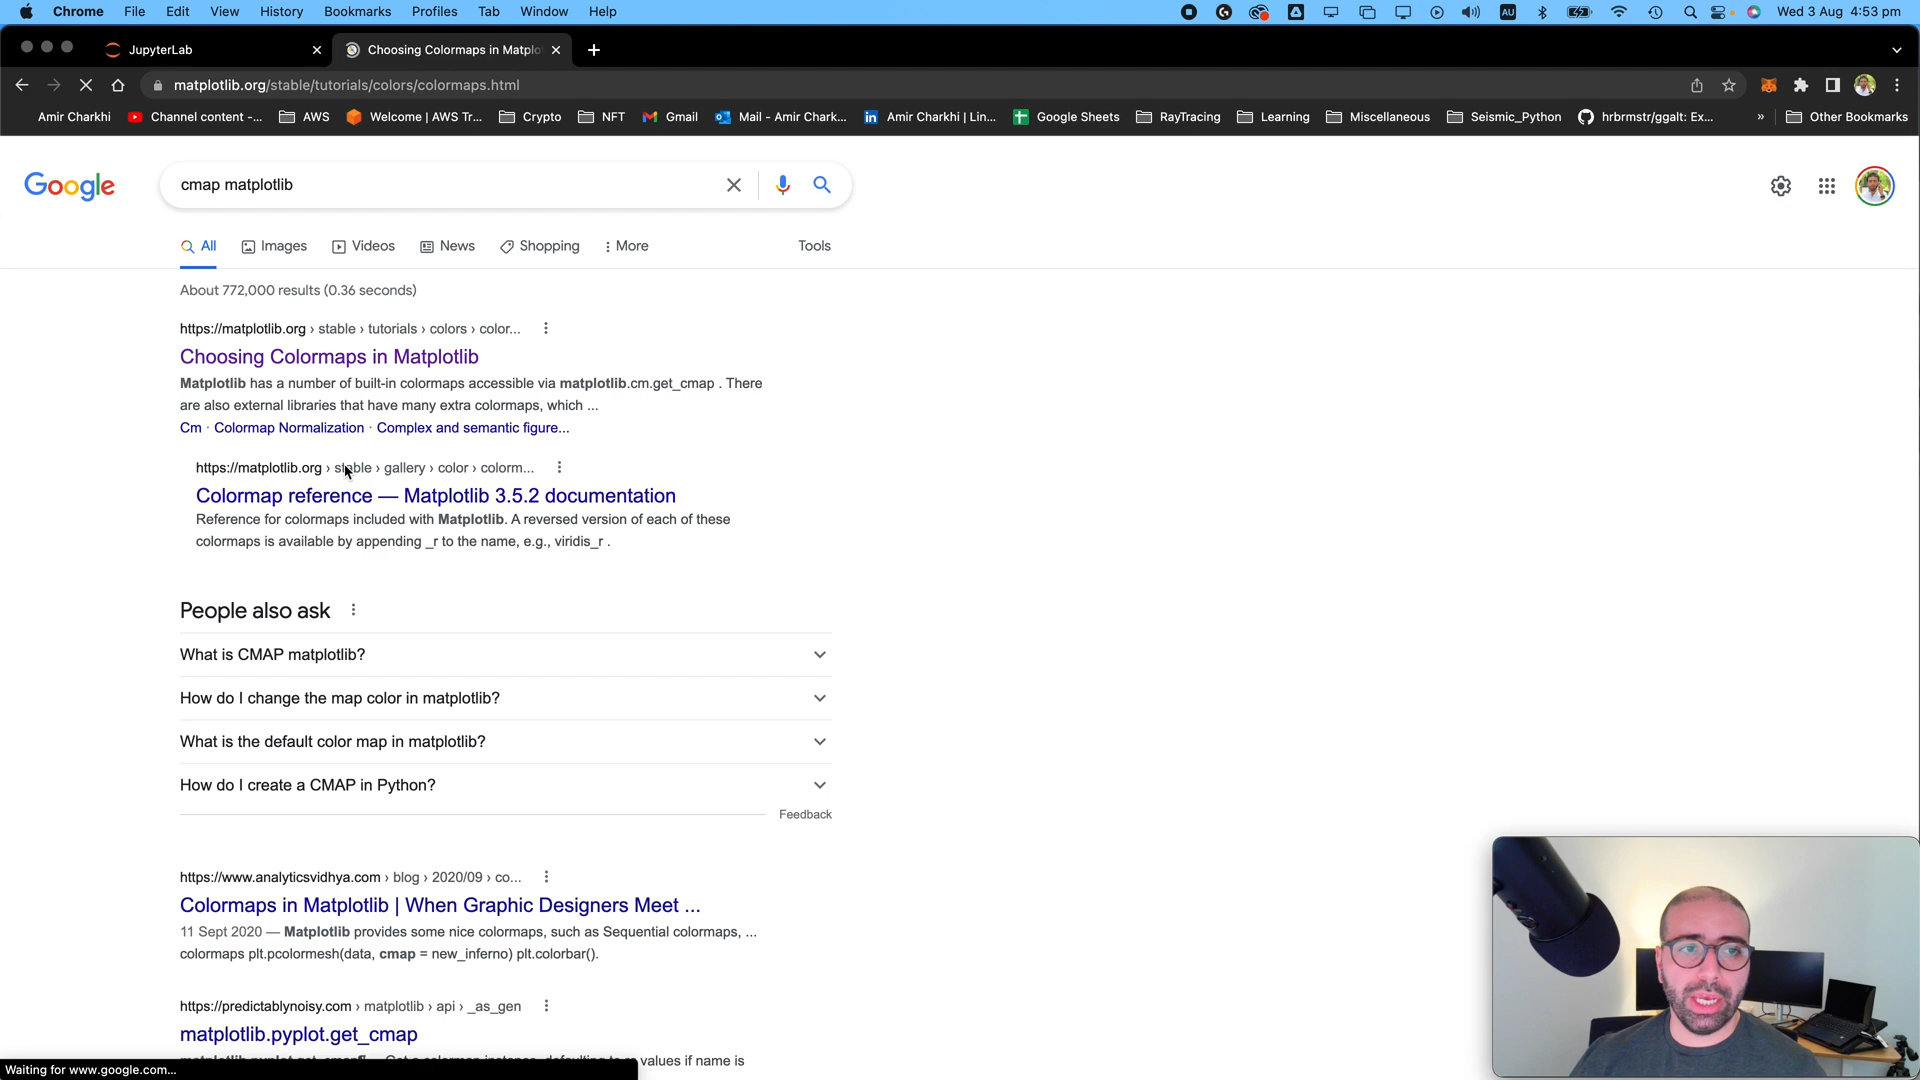 Chrome File Edit View History Bookmarks Profiles Tab Window Help
AU Wed 3 Aug 4:53 pm
JupyterLab
Choosing Colormaps in Matplo
matplotlib.org/stable/tutorials/colors/colormaps.html
Amir Charkhi Channel content -... AWS Welcome | AWS Tr... Crypto NFT Gmail Mail - Amir Chark... Amir Charkhi | Lin... Google Sheets RayTracing Learning Miscellaneous Seismic_Python hrbrmstr/ggalt: Ex... » Other Bookmarks
Google
cmap matplotlib
All Images Videos News Shopping More Tools
About 772,000 results (0.36 seconds)
https://matplotlib.org › stable › tutorials › colors › color...
Choosing Colormaps in Matplotlib
Matplotlib has a number of built-in colormaps accessible via matplotlib.cm.get_cmap . There
are also external libraries that have many extra colormaps, which ...
Cm · Colormap Normalization · Complex and semantic figure...
https://matplotlib.org › stable › gallery › color › colorm...
Colormap reference — Matplotlib 3.5.2 documentation
Reference for colormaps included with Matplotlib. A reversed version of each of these
colormaps is available by appending _r to the name, e.g., viridis_r .
People also ask
What is CMAP matplotlib?
How do I change the map color in matplotlib?
What is the default color map in matplotlib?
How do I create a CMAP in Python?
Feedback
https://www.analyticsvidhya.com › blog › 2020/09 › co...
Colormaps in Matplotlib | When Graphic Designers Meet ...
11 Sept 2020 — Matplotlib provides some nice colormaps, such as Sequential colormaps, ...
colormaps plt.pcolormesh(data, cmap = new_inferno) plt.colorbar().
https://predictablynoisy.com › matplotlib › api › _as_gen
matplotlib.pyplot.get_cmap
values if name is
Waiting for www.google.com...